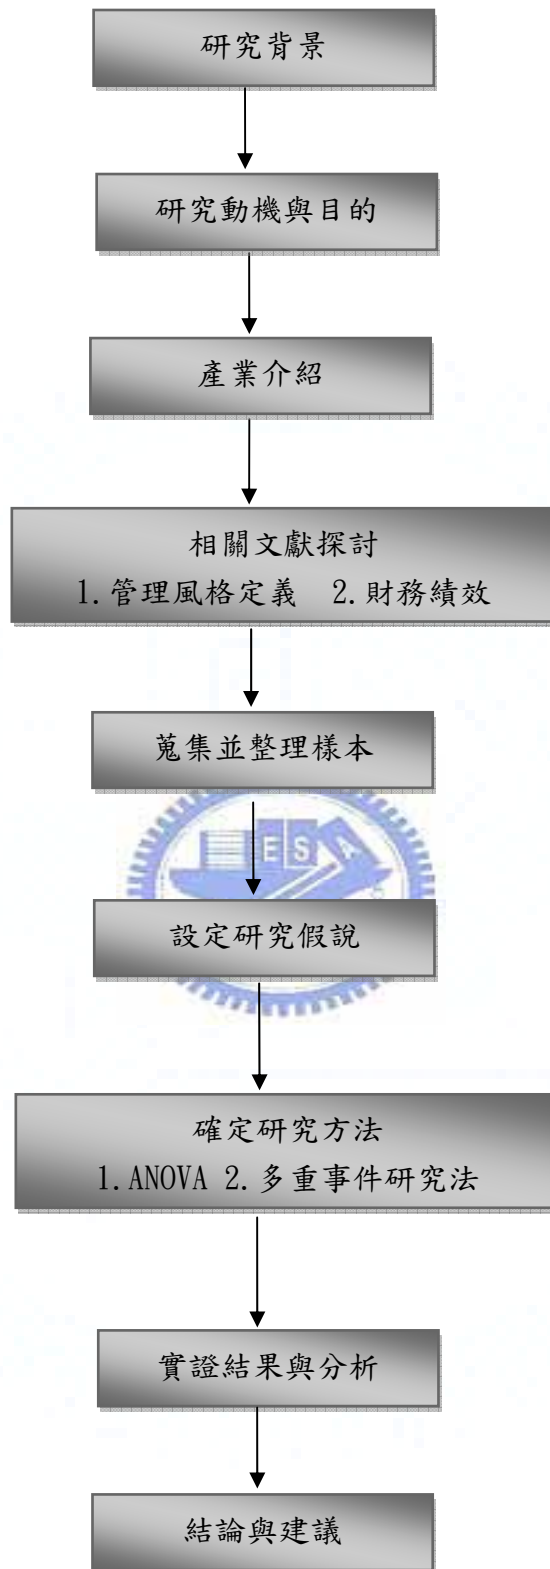 研究背景
研究動機與目的
產業介紹
相關文獻探討
1.管理風格定義 2.財務績效
蒐集並整理樣本
ESA
設定研究假說
確定研究方法
1.ANOVA 2.多重事件研究法
實證結果與分析
結論與建議